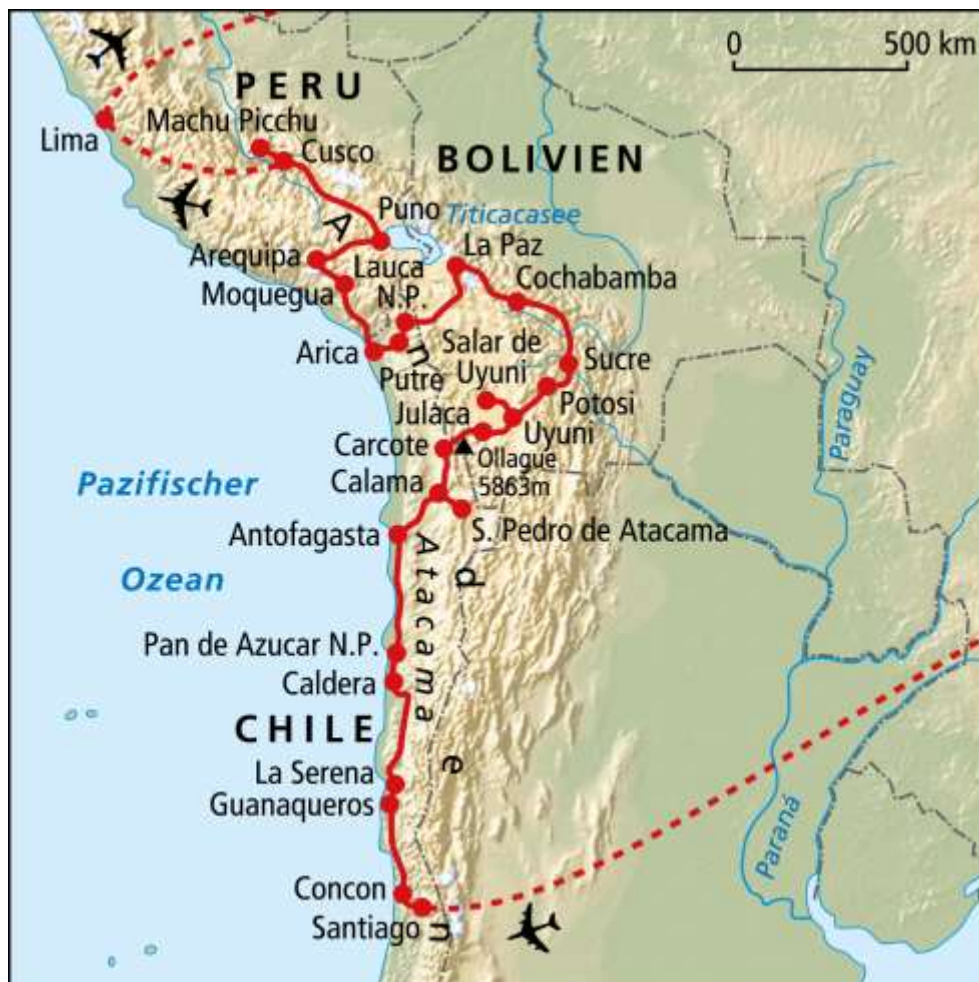 0 500 km
PERU
Machu Picchu
Lima
Cusco
BOLIVIEN
Puno
Titicacasee
A
La Paz
Arequipa
Lauca
N.P.
Moquegua
Cochabamba
n
Arica
Putre
Salar de
Uyuni
Sucre
Potosi
Julaca
Uyuni
Carcote
Ollague
5863m
Calama
S. Pedro de Atacama
Paraguay
Pazifischer
Ozean
Antofagasta
Atacama
d
Pan de Azucar N.P.
Caldera
CHILE
e
La Serena
Guanaqueros
Paraná
Concon
Santiago
n